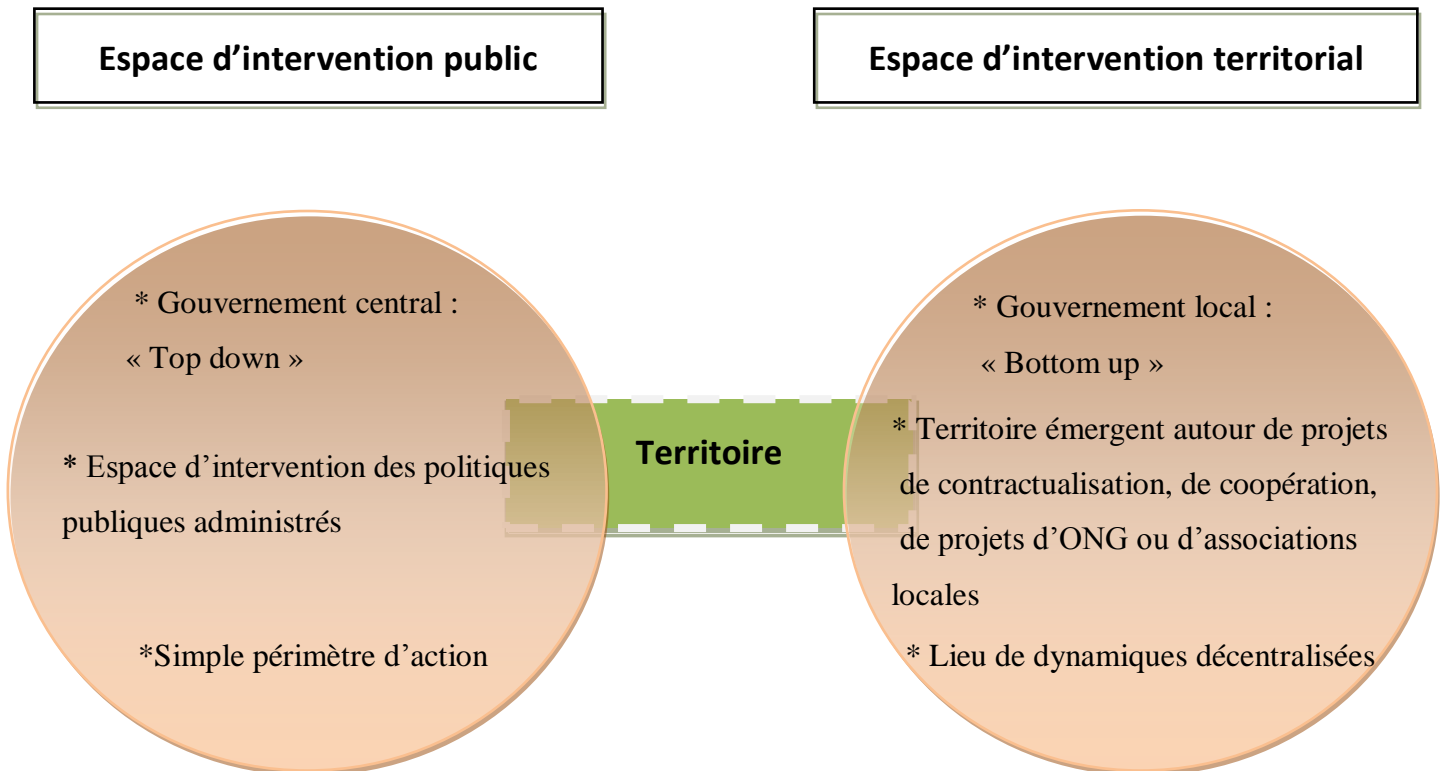 Espace d’intervention public
Espace d’intervention territorial
* Gouvernement central :
« Top down »
* Espace d’intervention des politiques
publiques administrés
*Simple périmètre d’action
Territoire
* Gouvernement local :
« Bottom up »
* Territoire émergent autour de projets
de contractualisation, de coopération,
de projets d’ONG ou d’associations
locales
* Lieu de dynamiques décentralisées